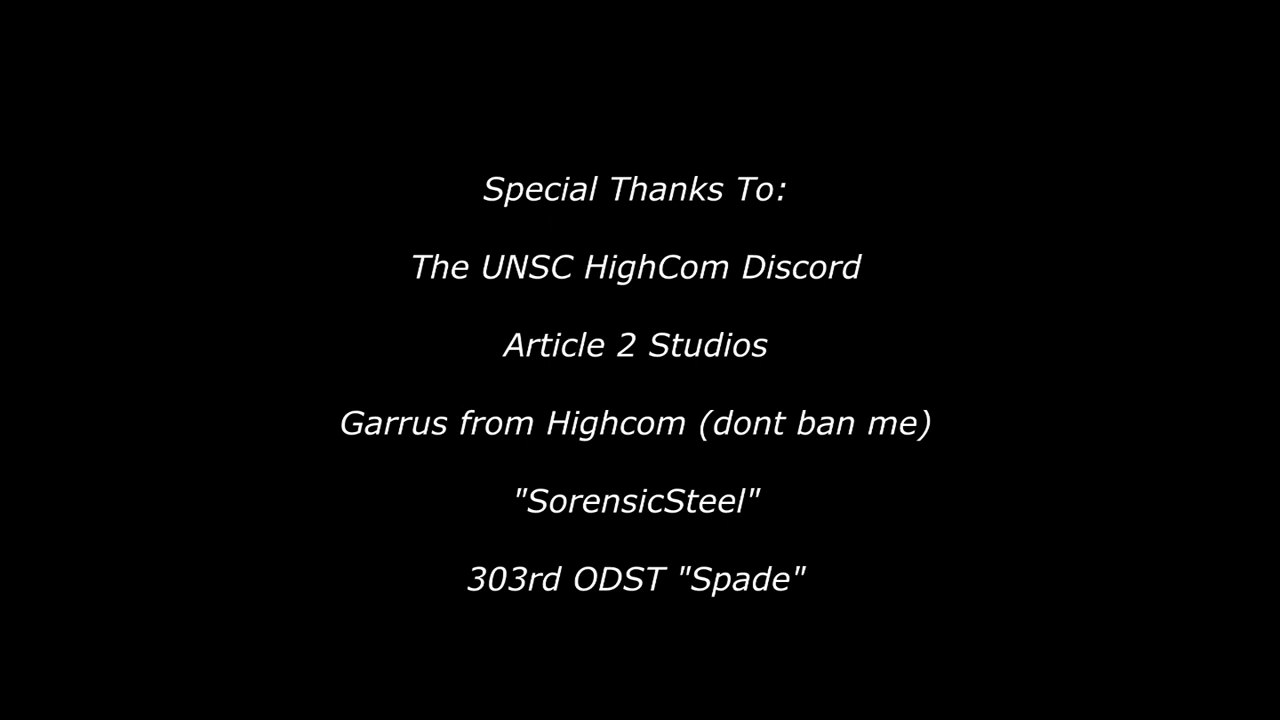 Special Thanks To:
The UNSC HighCom Discord
Article 2 Studios
Garrus from Highcom (dont ban me)
"SorensicSteel"
303rd ODST "Spade"